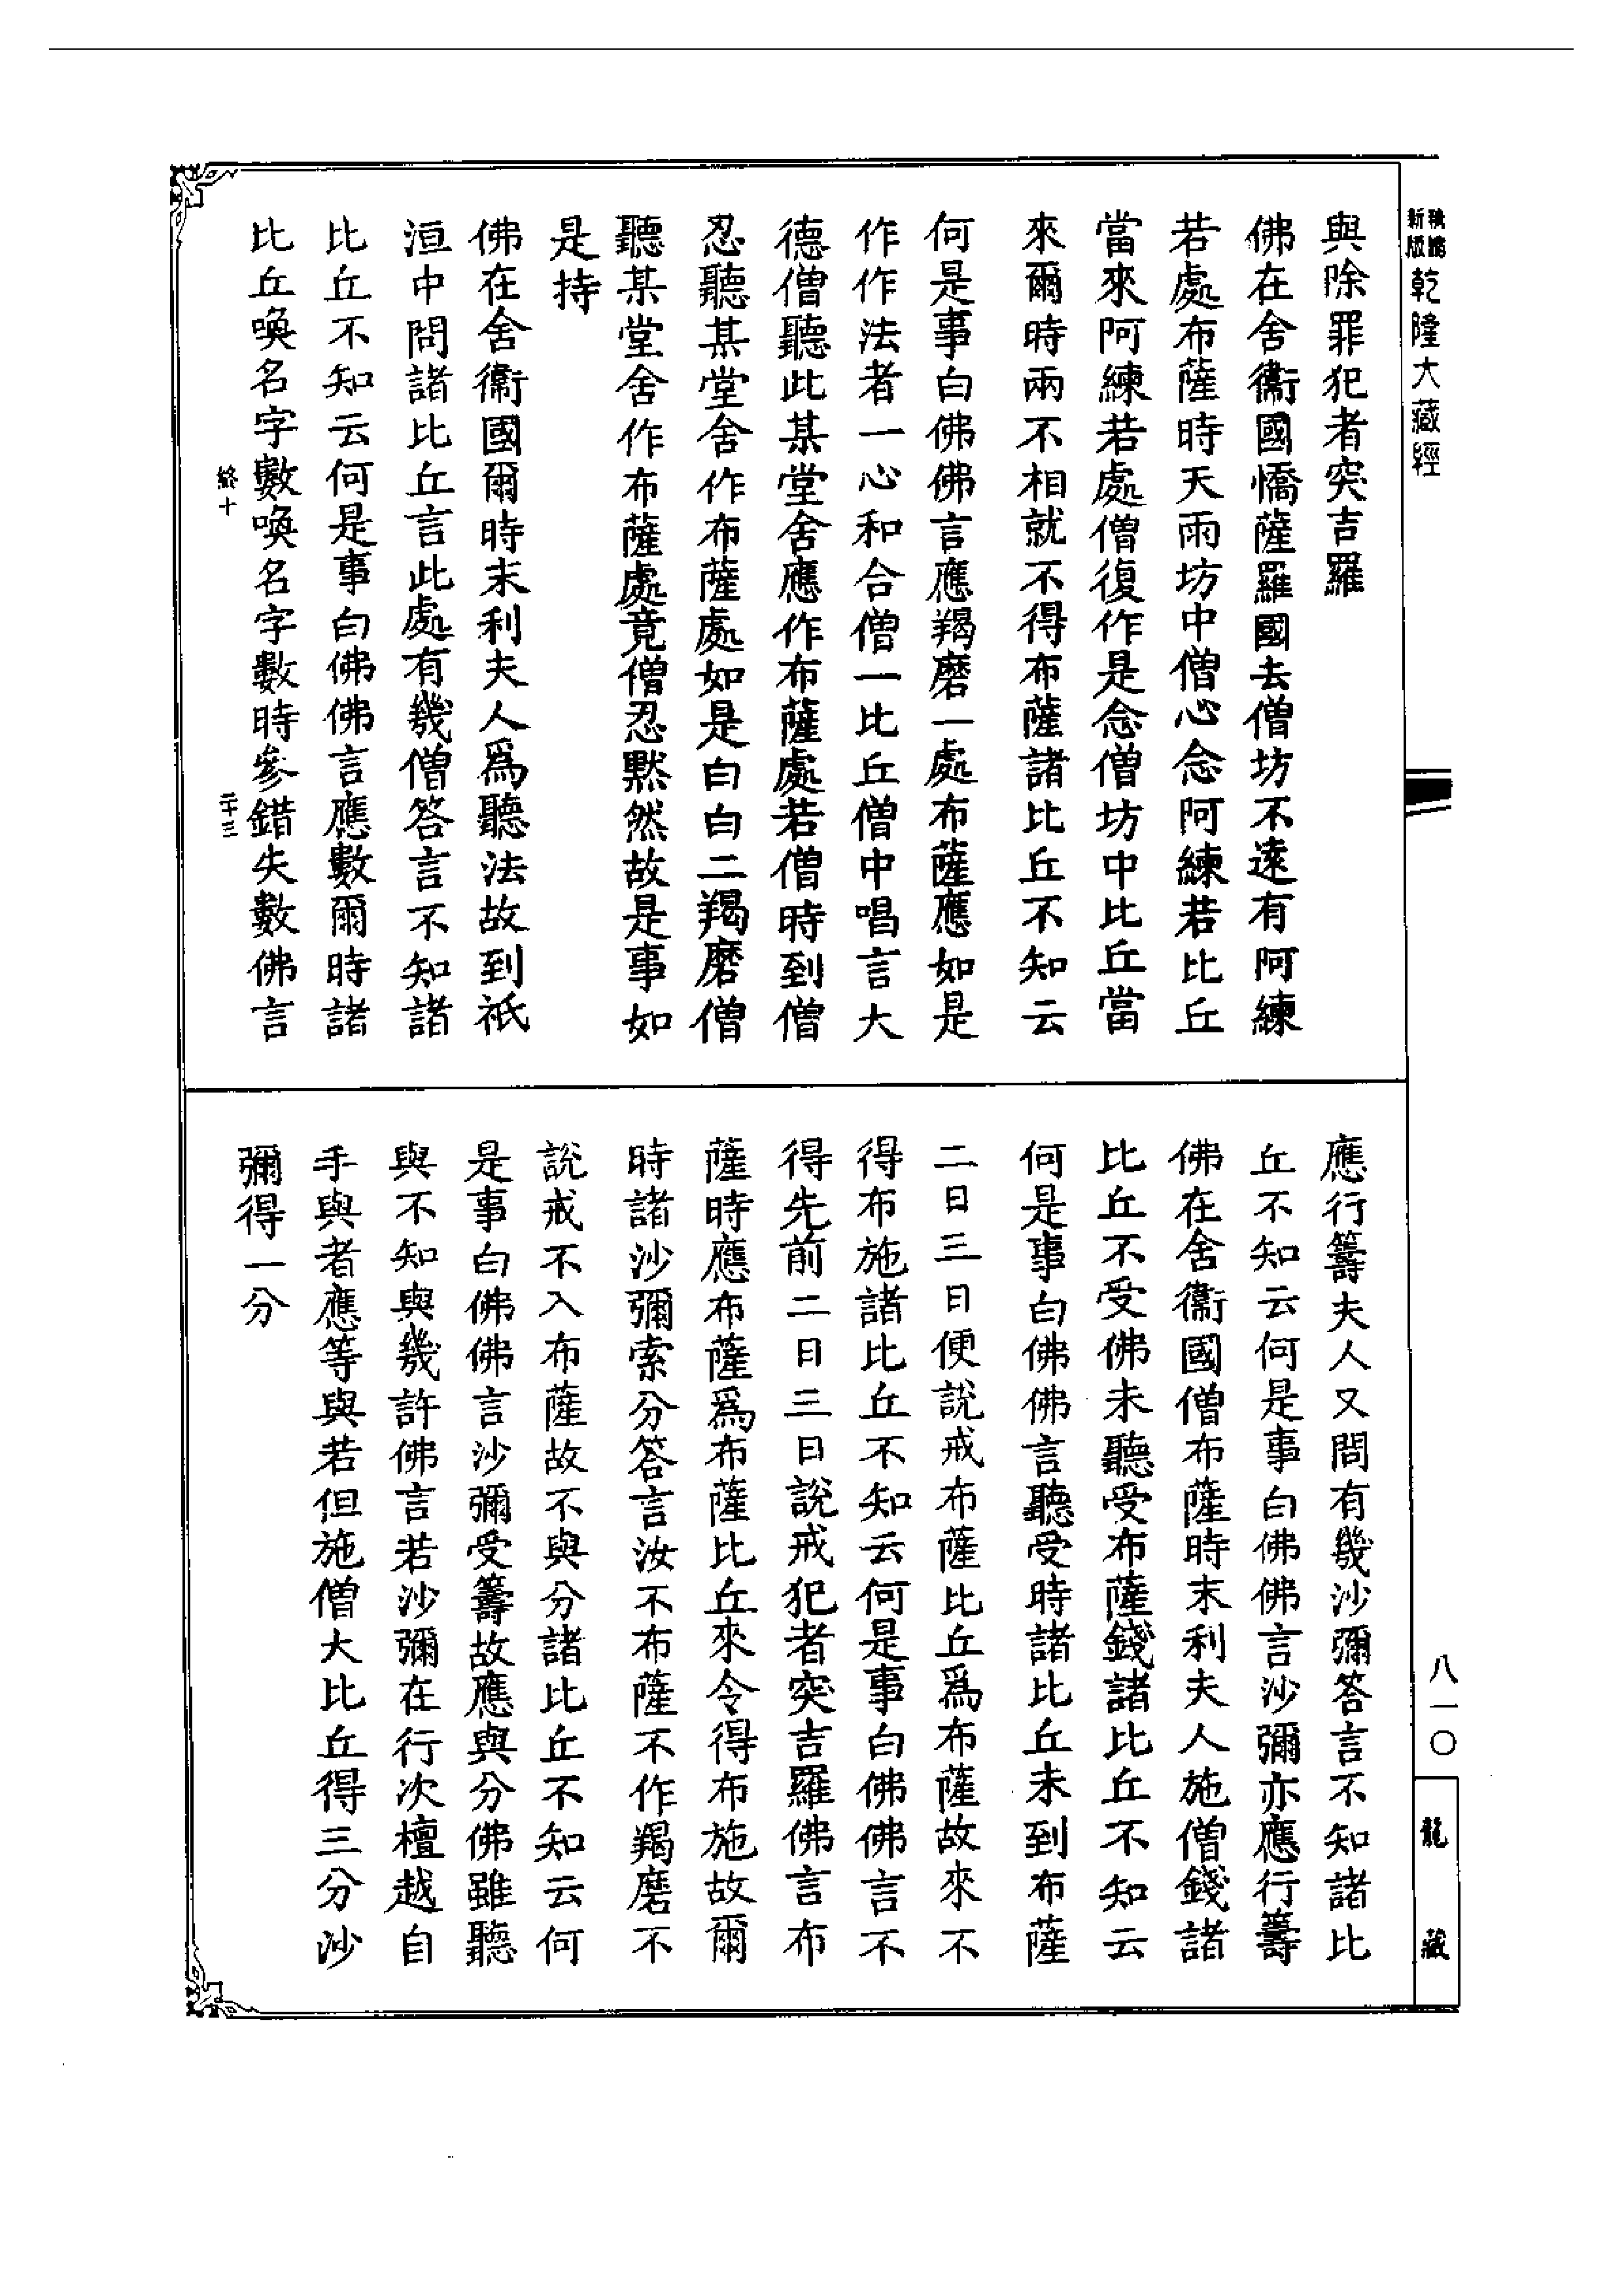 新版
乾隆大藏經
與除罪犯者突吉羅
佛在舍衞國憍薩羅國去僧坊不遠有阿練
若處布薩時天雨坊中僧心念阿練若比丘
當來阿練若處僧復作是念僧坊中比丘當
來爾時兩不相就不得布薩諸比丘不知云
何是事白佛佛言應羯磨一處布薩應如是
作作法者一心和合僧一比丘僧中唱言大
德僧聽此某堂舍應作布薩處若僧時到僧
忍聽某堂舍作布薩處如是白白二羯磨僧
聽某堂舍作布薩處竟僧忍黙然故是事如
是持
佛在舍衞國爾時末利夫人爲聽法故到祇
洹中問諸比丘言此處有幾僧答言不知諸
比丘不知云何是事白佛佛言應數爾時諸
比丘喚名字數喚名字數時參錯失數佛言
終十
二十三
應行籌夫人又問有幾沙彌答言不知諸比
丘不知云何是事白佛佛言沙彌亦應行籌
佛在舍衞國僧布薩時末利夫人施僧錢諸
比丘不受佛未聽受布薩錢諸比丘不知云
何是事白佛佛言聽受時諸比丘未到布薩
二日三日便說戒布薩比丘爲布薩故來不
得布施諸比丘不知云何是事白佛佛言不
得先前二日三日說戒犯者突吉羅佛言布
薩時應布薩爲布薩比丘來令得布施故爾
時諸沙彌索分答言汝不布薩不作羯磨不
說戒不入布薩故不與分諸比丘不知云何
是事白佛佛言沙彌受籌故應與分佛雖聽
與不知與幾許佛言若沙彌在行次檀越自
手與者應等與若但施僧大比丘得三分沙
彌得一分
八一〇
龍藏